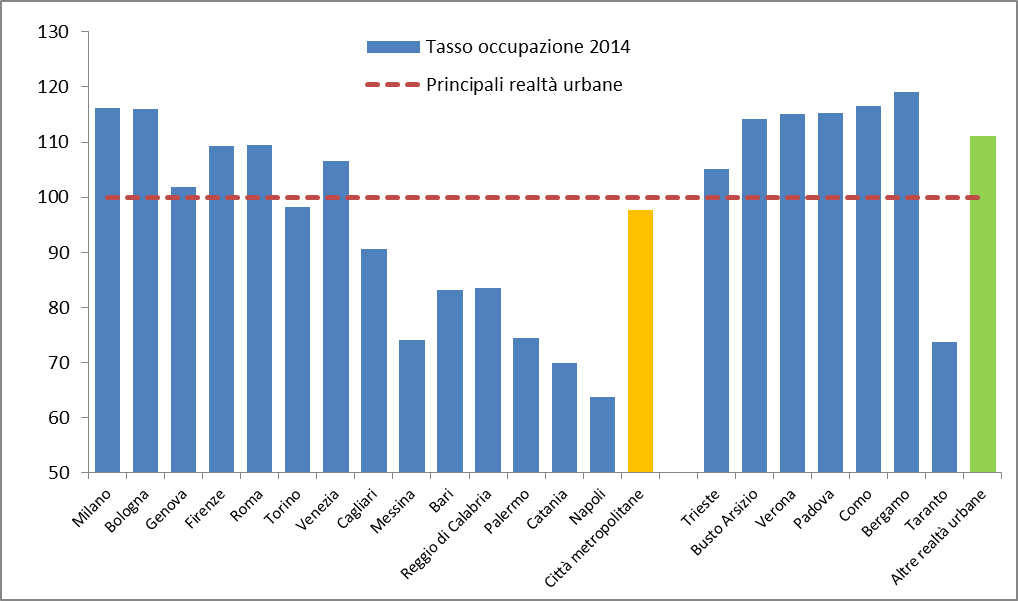 130
120
110
100
90
80
70
60
50
Tasso occupazione 2014
Principali realtà urbane
Milano
Bologna
Genova
Firenze
Roma
Torino
Venezia
Cagliari
Messina
Bari
Reggio di Calabria
Palermo
Catania
Napoli
Città metropolitane
Trieste
Busto Arsizio
Verona
Padova
Como
Bergamo
Taranto
Altre realtà urbane